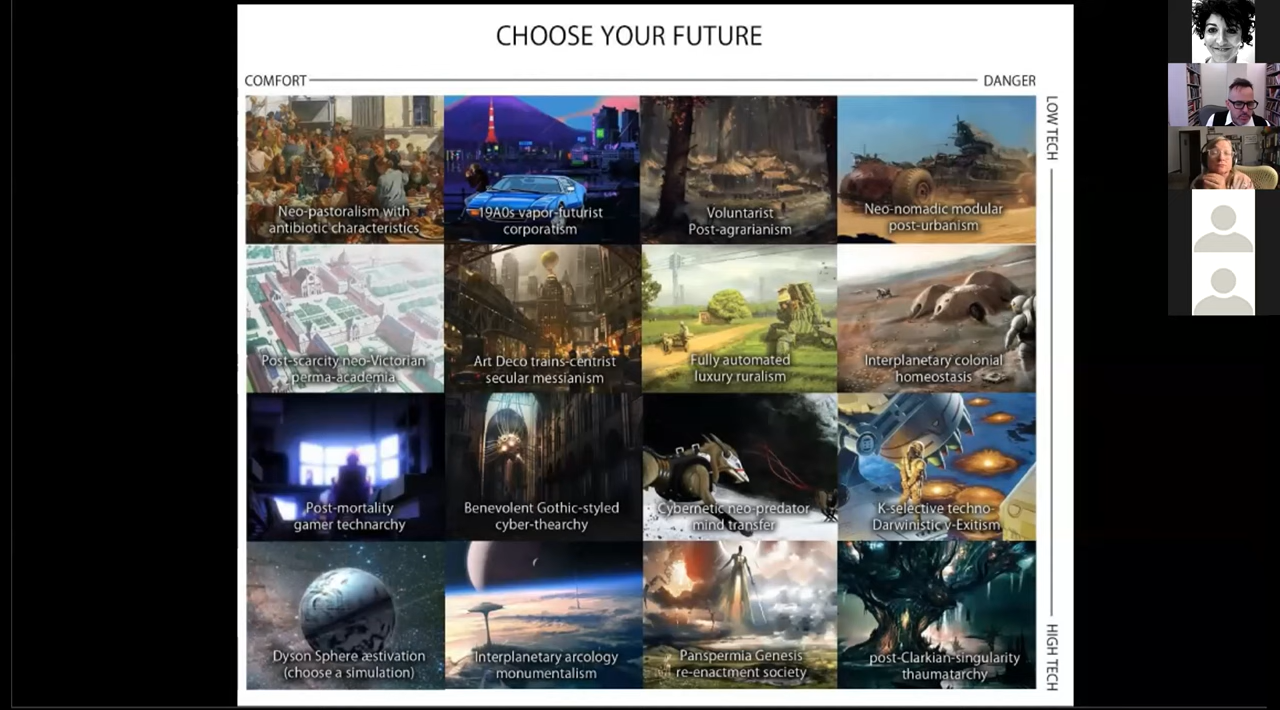 CHOOSE YOUR FUTURE
COMFORT
DANGER
LOW TECH
Neo-pastoralism with
antibiotic characteristics
19A0s vapor-futurist
corporatism
Voluntarist
Post-agrarianism
Neo-nomadic modular
post-urbanism
Post-scarcity neo-Victorian
perma-academia
Art Deco trains-centrist
secular messianism
Fully automated
luxury ruralism
Interplanetary colonial
homeostasis
Post-mortality
gamer technarchy
Benevolent Gothic-styled
cyber-thearchy
Cybernetic neo-predator
mind transfer
K-selective techno-
Darwinistic v-Exitism
Dyson Sphere æstivation
(choose a simulation)
Interplanetary arcology
monumentalism
Panspermia Genesis
re-enactment society
post-Clarkian-singularity
thaumatarchy
HIGH TECH